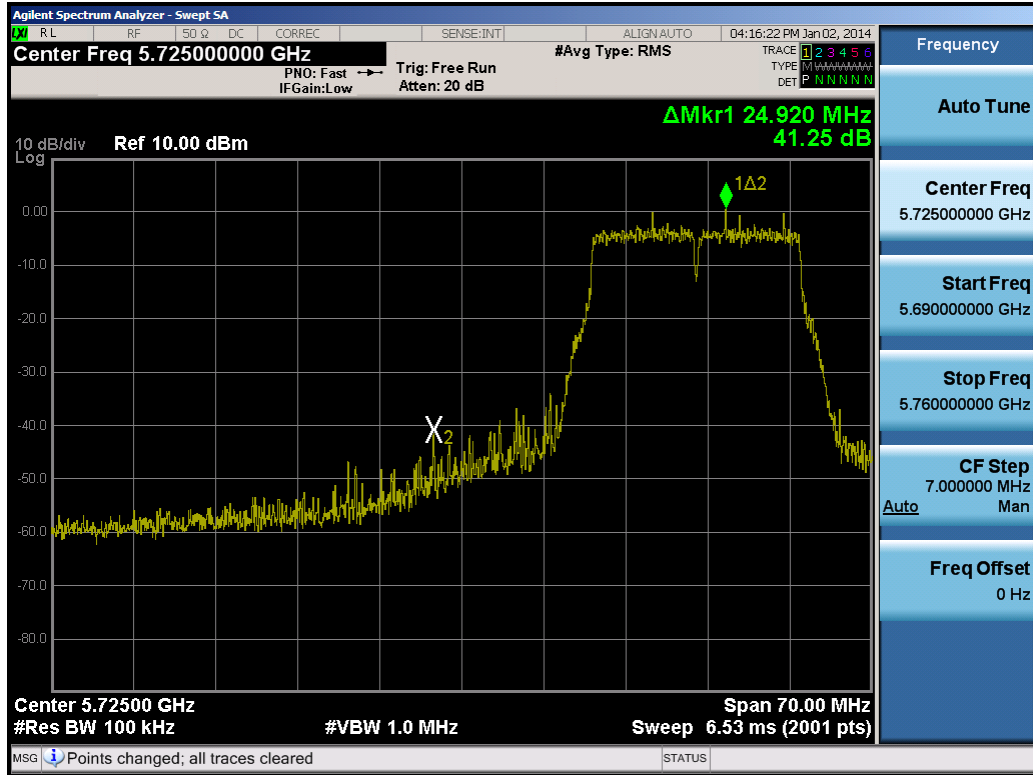 Agilent Spectrum Analyzer - Swept SA
LXI RL RF 50 Ω DC CORREC SENSE:INT ALIGN AUTO 04:16:22 PM Jan 02, 2014
Center Freq 5.725000000 GHz
PNO: Fast
IFGain:Low
Trig: Free Run
Atten: 20 dB
#Avg Type: RMS
TRACE 1 2 3 4 5 6
TYPE M WWWWW
DET P N N N N N
ΔMkr1 24.920 MHz
41.25 dB
10 dB/div Ref 10.00 dBm
Log
1Δ2
0.00
-10.0
-20.0
-30.0
-40.0
X2
-50.0
-60.0
-70.0
-80.0
Center 5.72500 GHz Span 70.00 MHz
#Res BW 100 kHz #VBW 1.0 MHz Sweep 6.53 ms (2001 pts)
MSG Points changed; all traces cleared STATUS
Frequency
Auto Tune
Center Freq
5.725000000 GHz
Start Freq
5.690000000 GHz
Stop Freq
5.760000000 GHz
CF Step
7.000000 MHz
Auto Man
Freq Offset
0 Hz